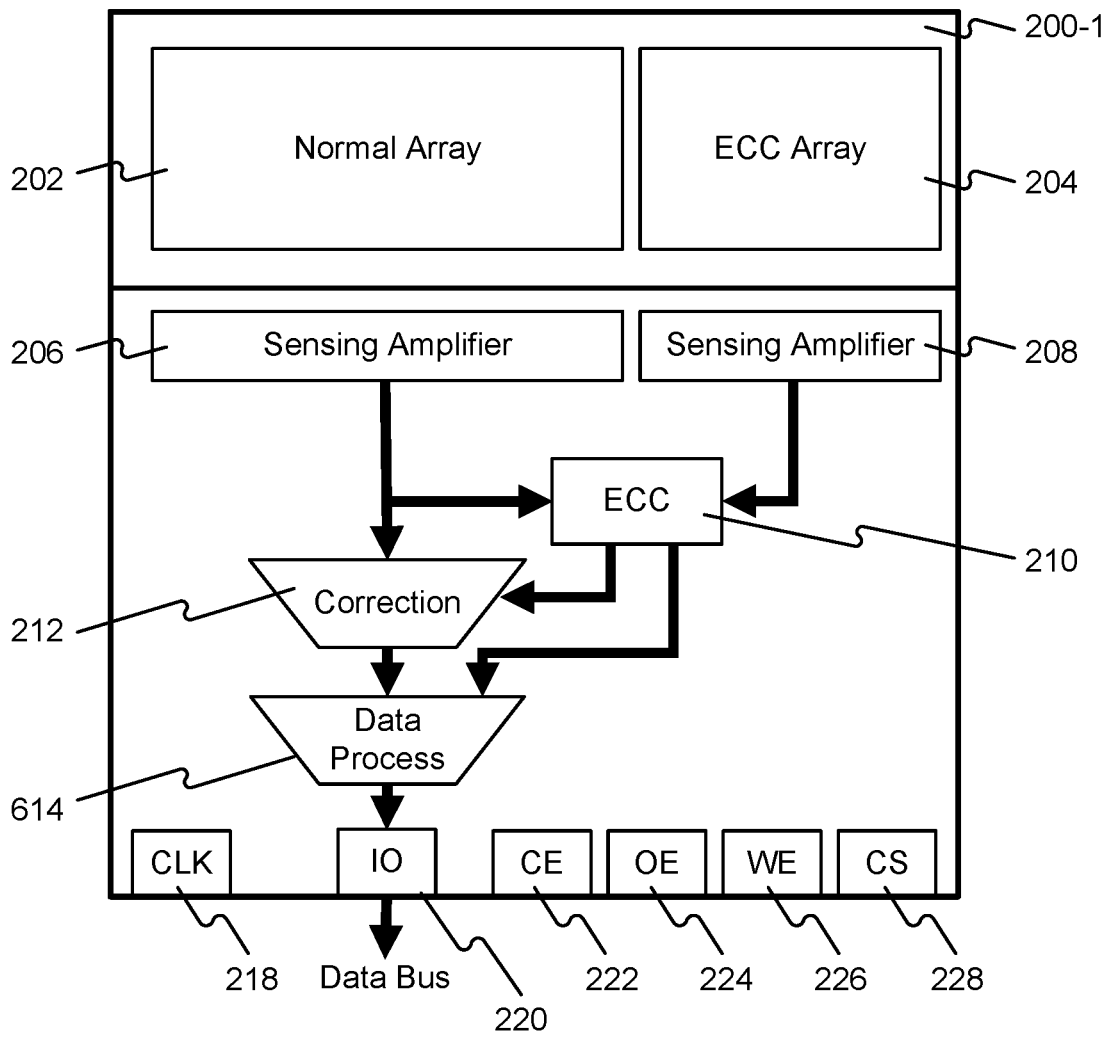 200-1
Normal Array
ECC Array
202
204
Sensing Amplifier
Sensing Amplifier
206
208
ECC
210
Correction
212
Data
Process
614
CLK
IO
CE
OE
WE
CS
218
Data Bus
220
222
224
226
228